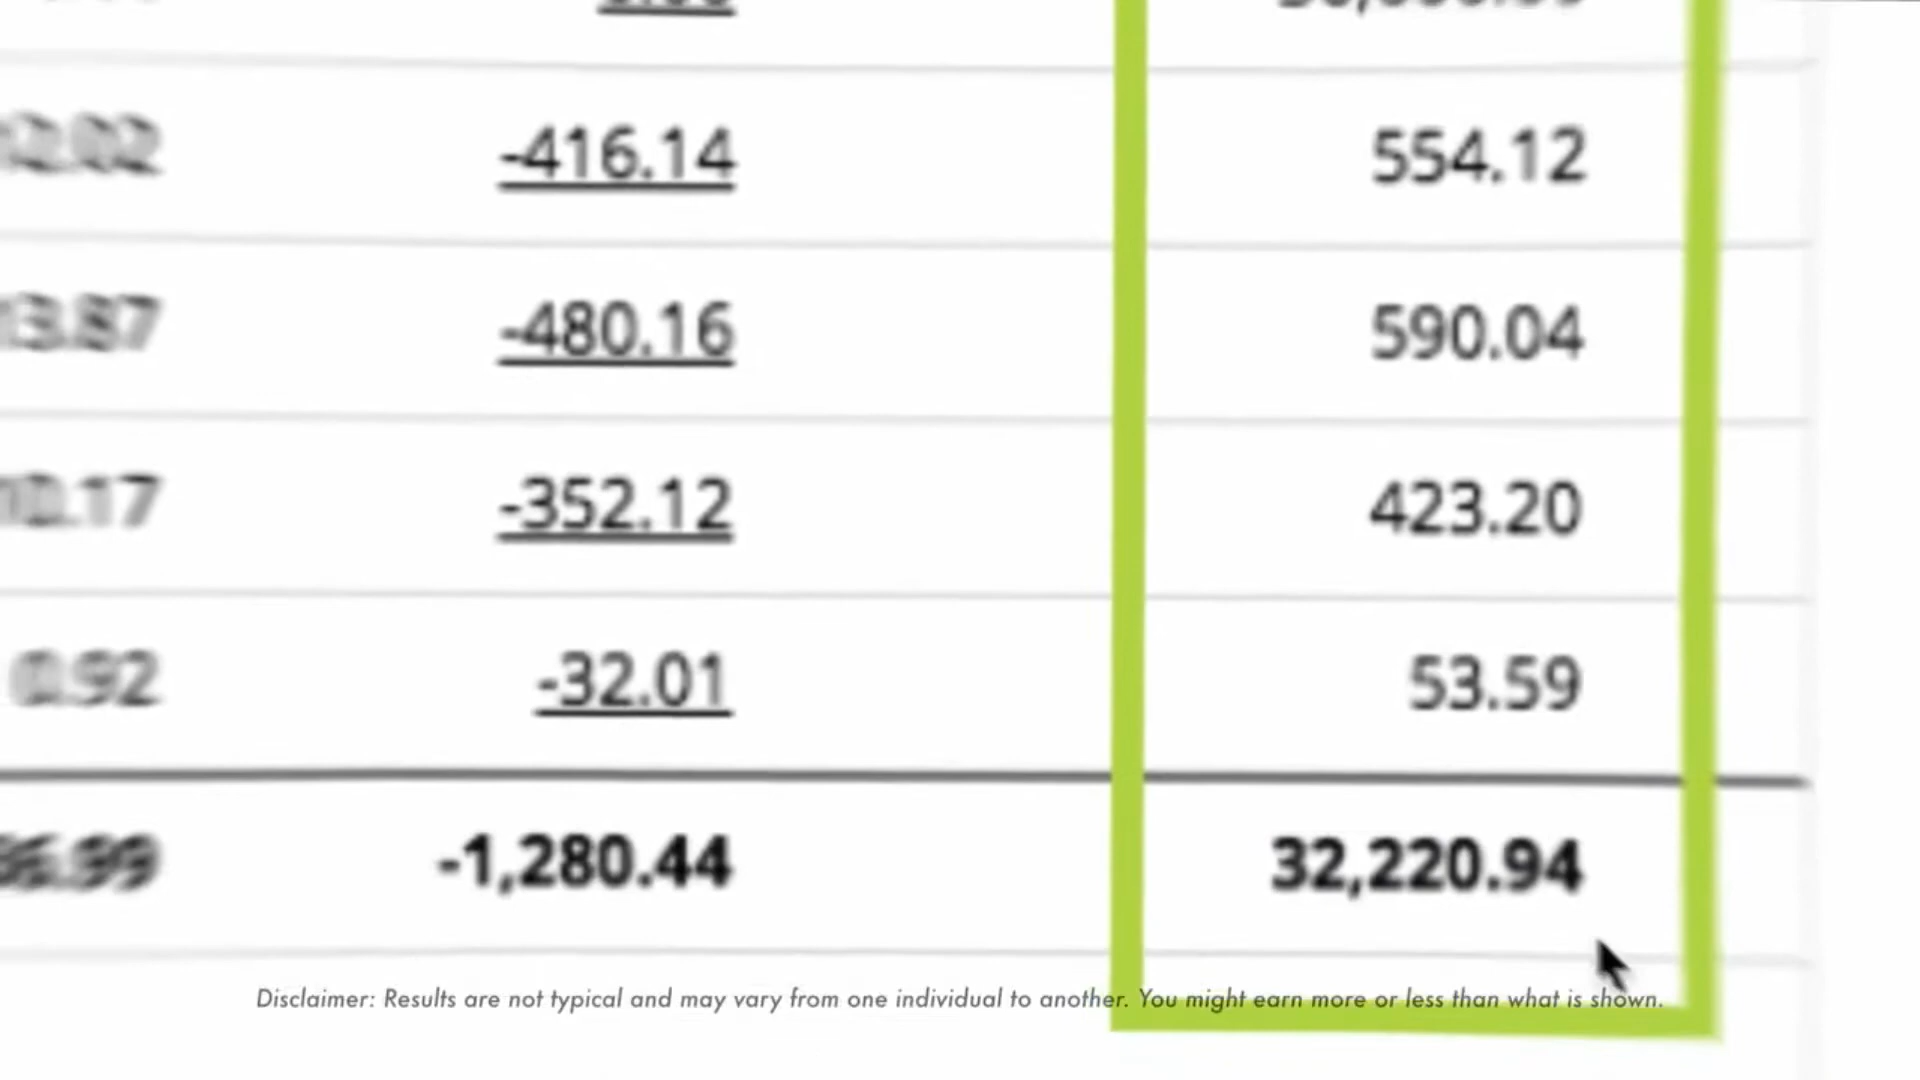 -416.14 554.12
-480.16 590.04
-352.12 423.20
0.92 -32.01 53.59
-1,280.44 32,220.94
Disclaimer: Results are not typical and may vary from one individual to another. You might earn more or less than what is shown.